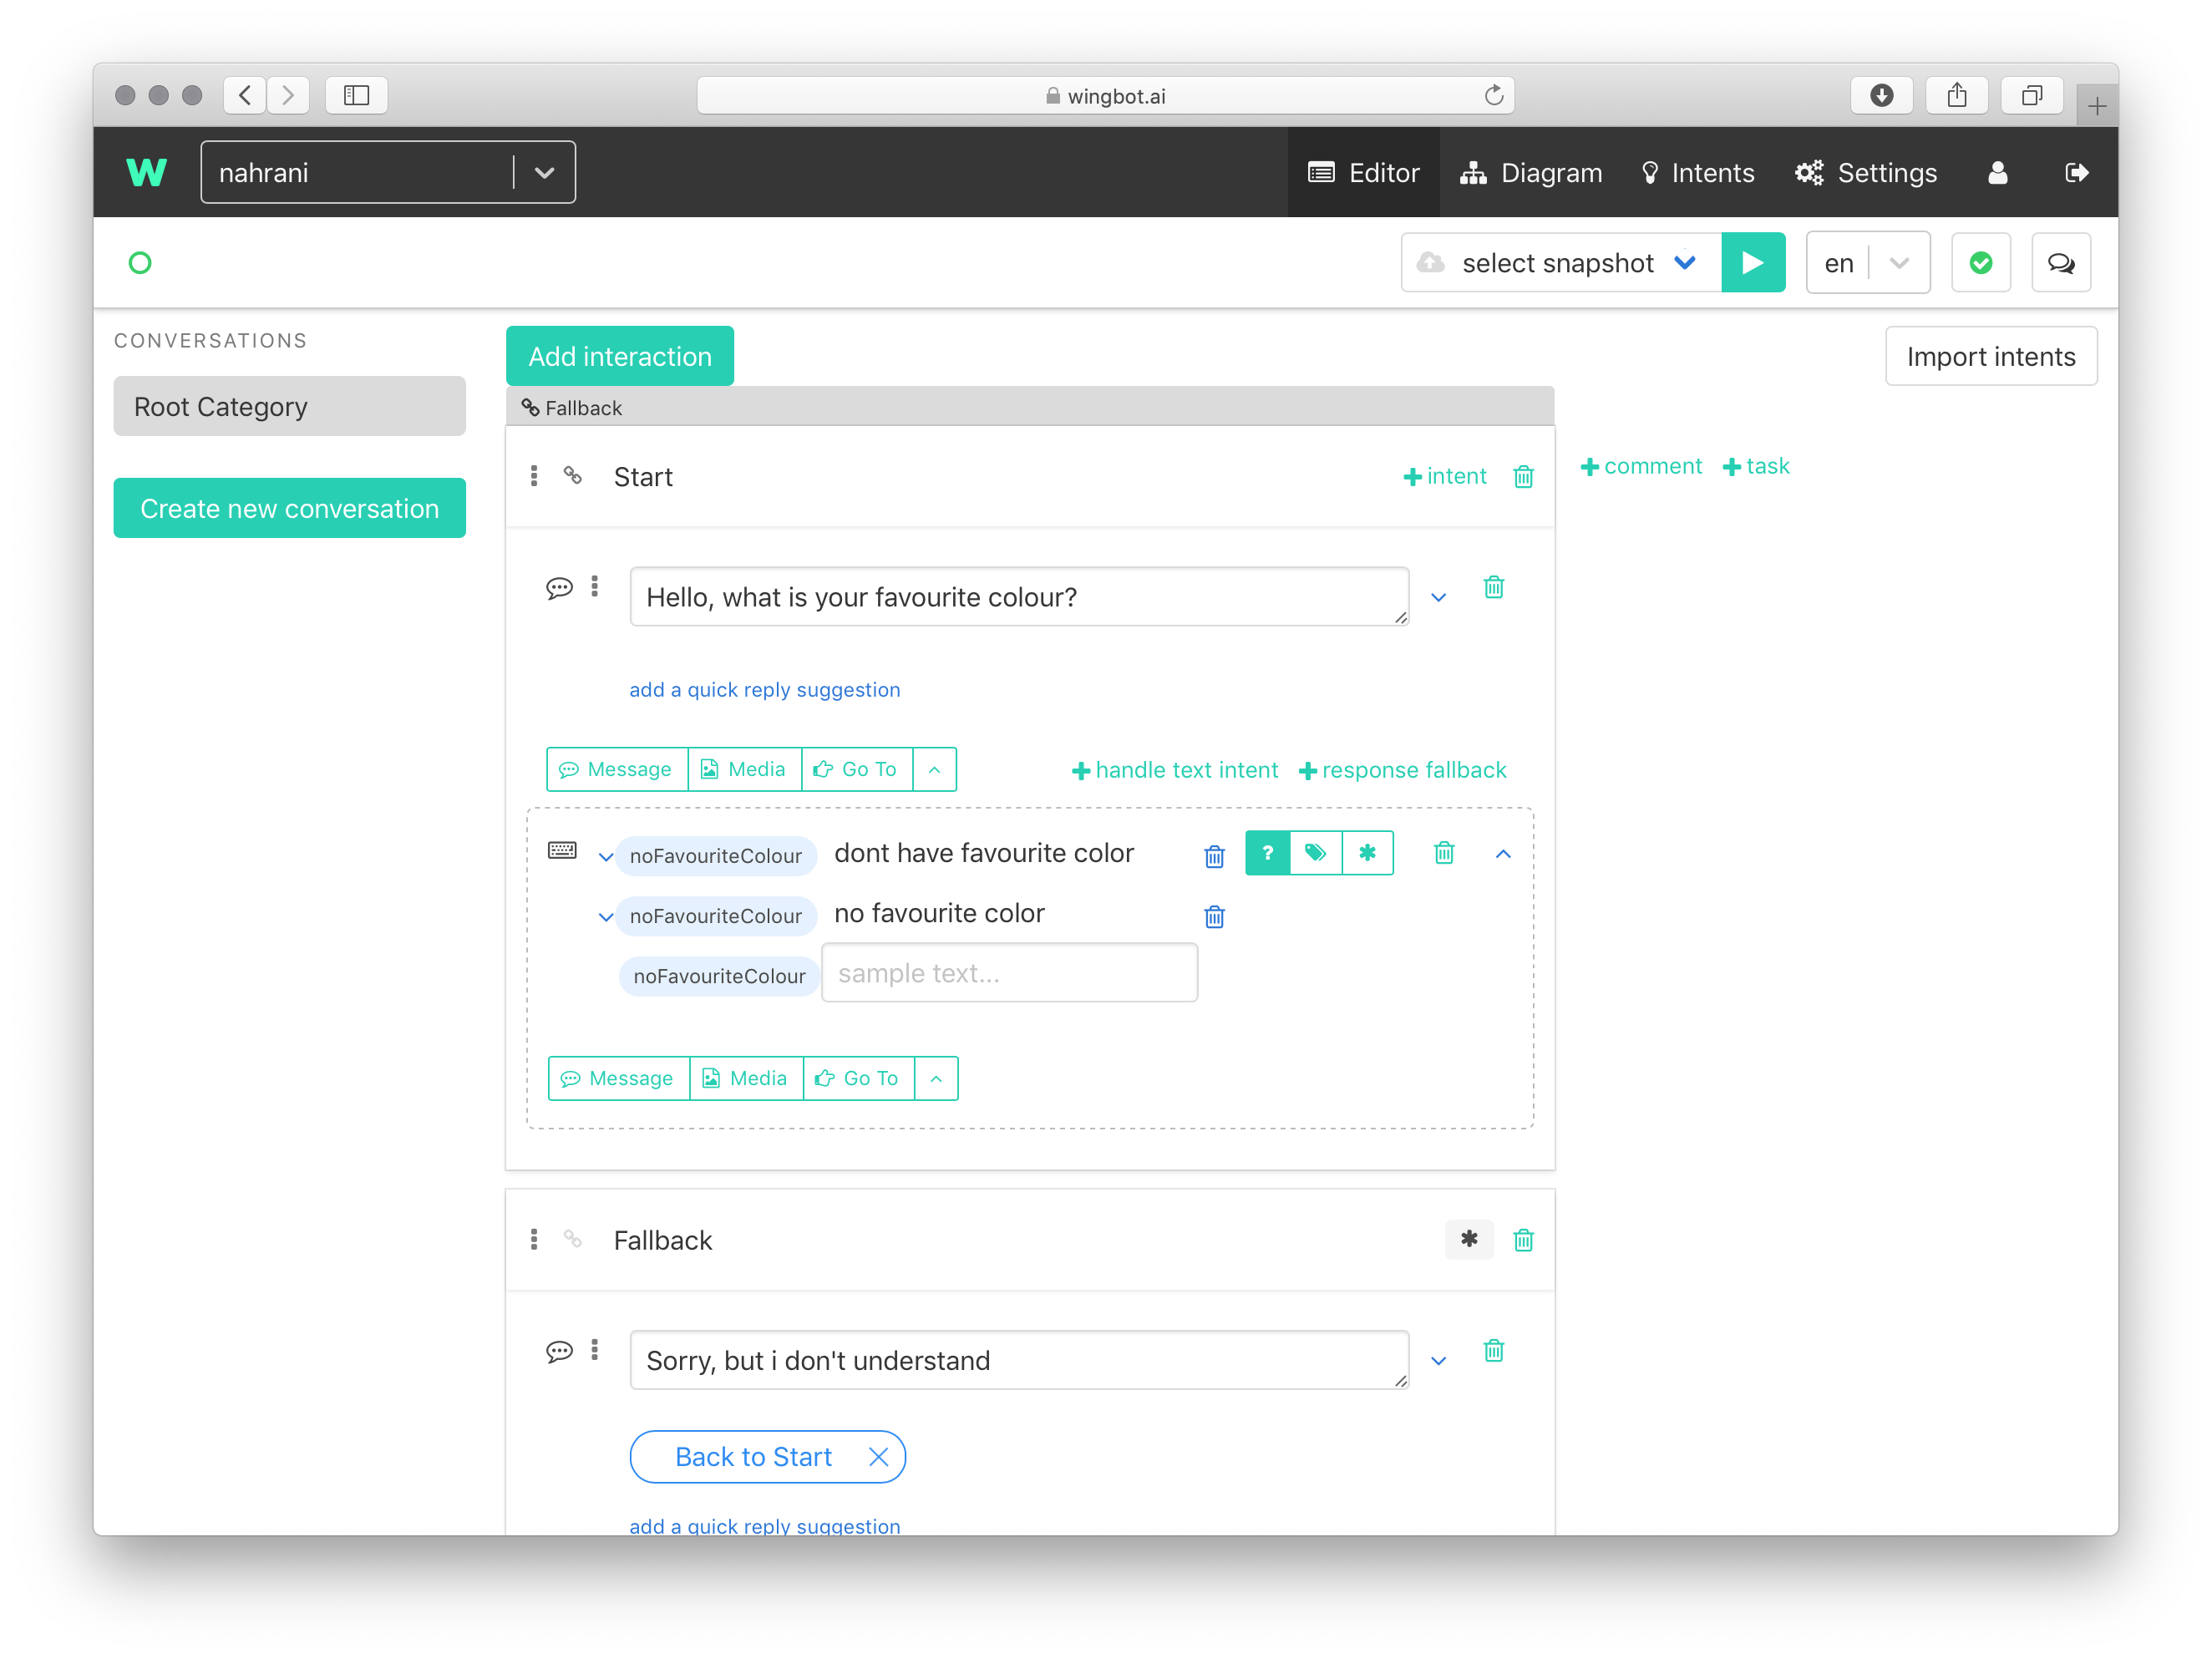 wingbot.ai
W nahrani Editor Diagram Intents Settings
select snapshot en
CONVERSATIONS
Root Category
Create new conversation
Add interaction
Import intents
Fallback
Start + intent
+ comment + task
Hello, what is your favourite colour?
add a quick reply suggestion
Message Media Go To + handle text intent + response fallback
noFavouriteColour dont have favourite color ? *
noFavouriteColour no favourite color
noFavouriteColour sample text...
Message Media Go To
Fallback *
Sorry, but i don't understand
Back to Start
add a quick reply suggestion